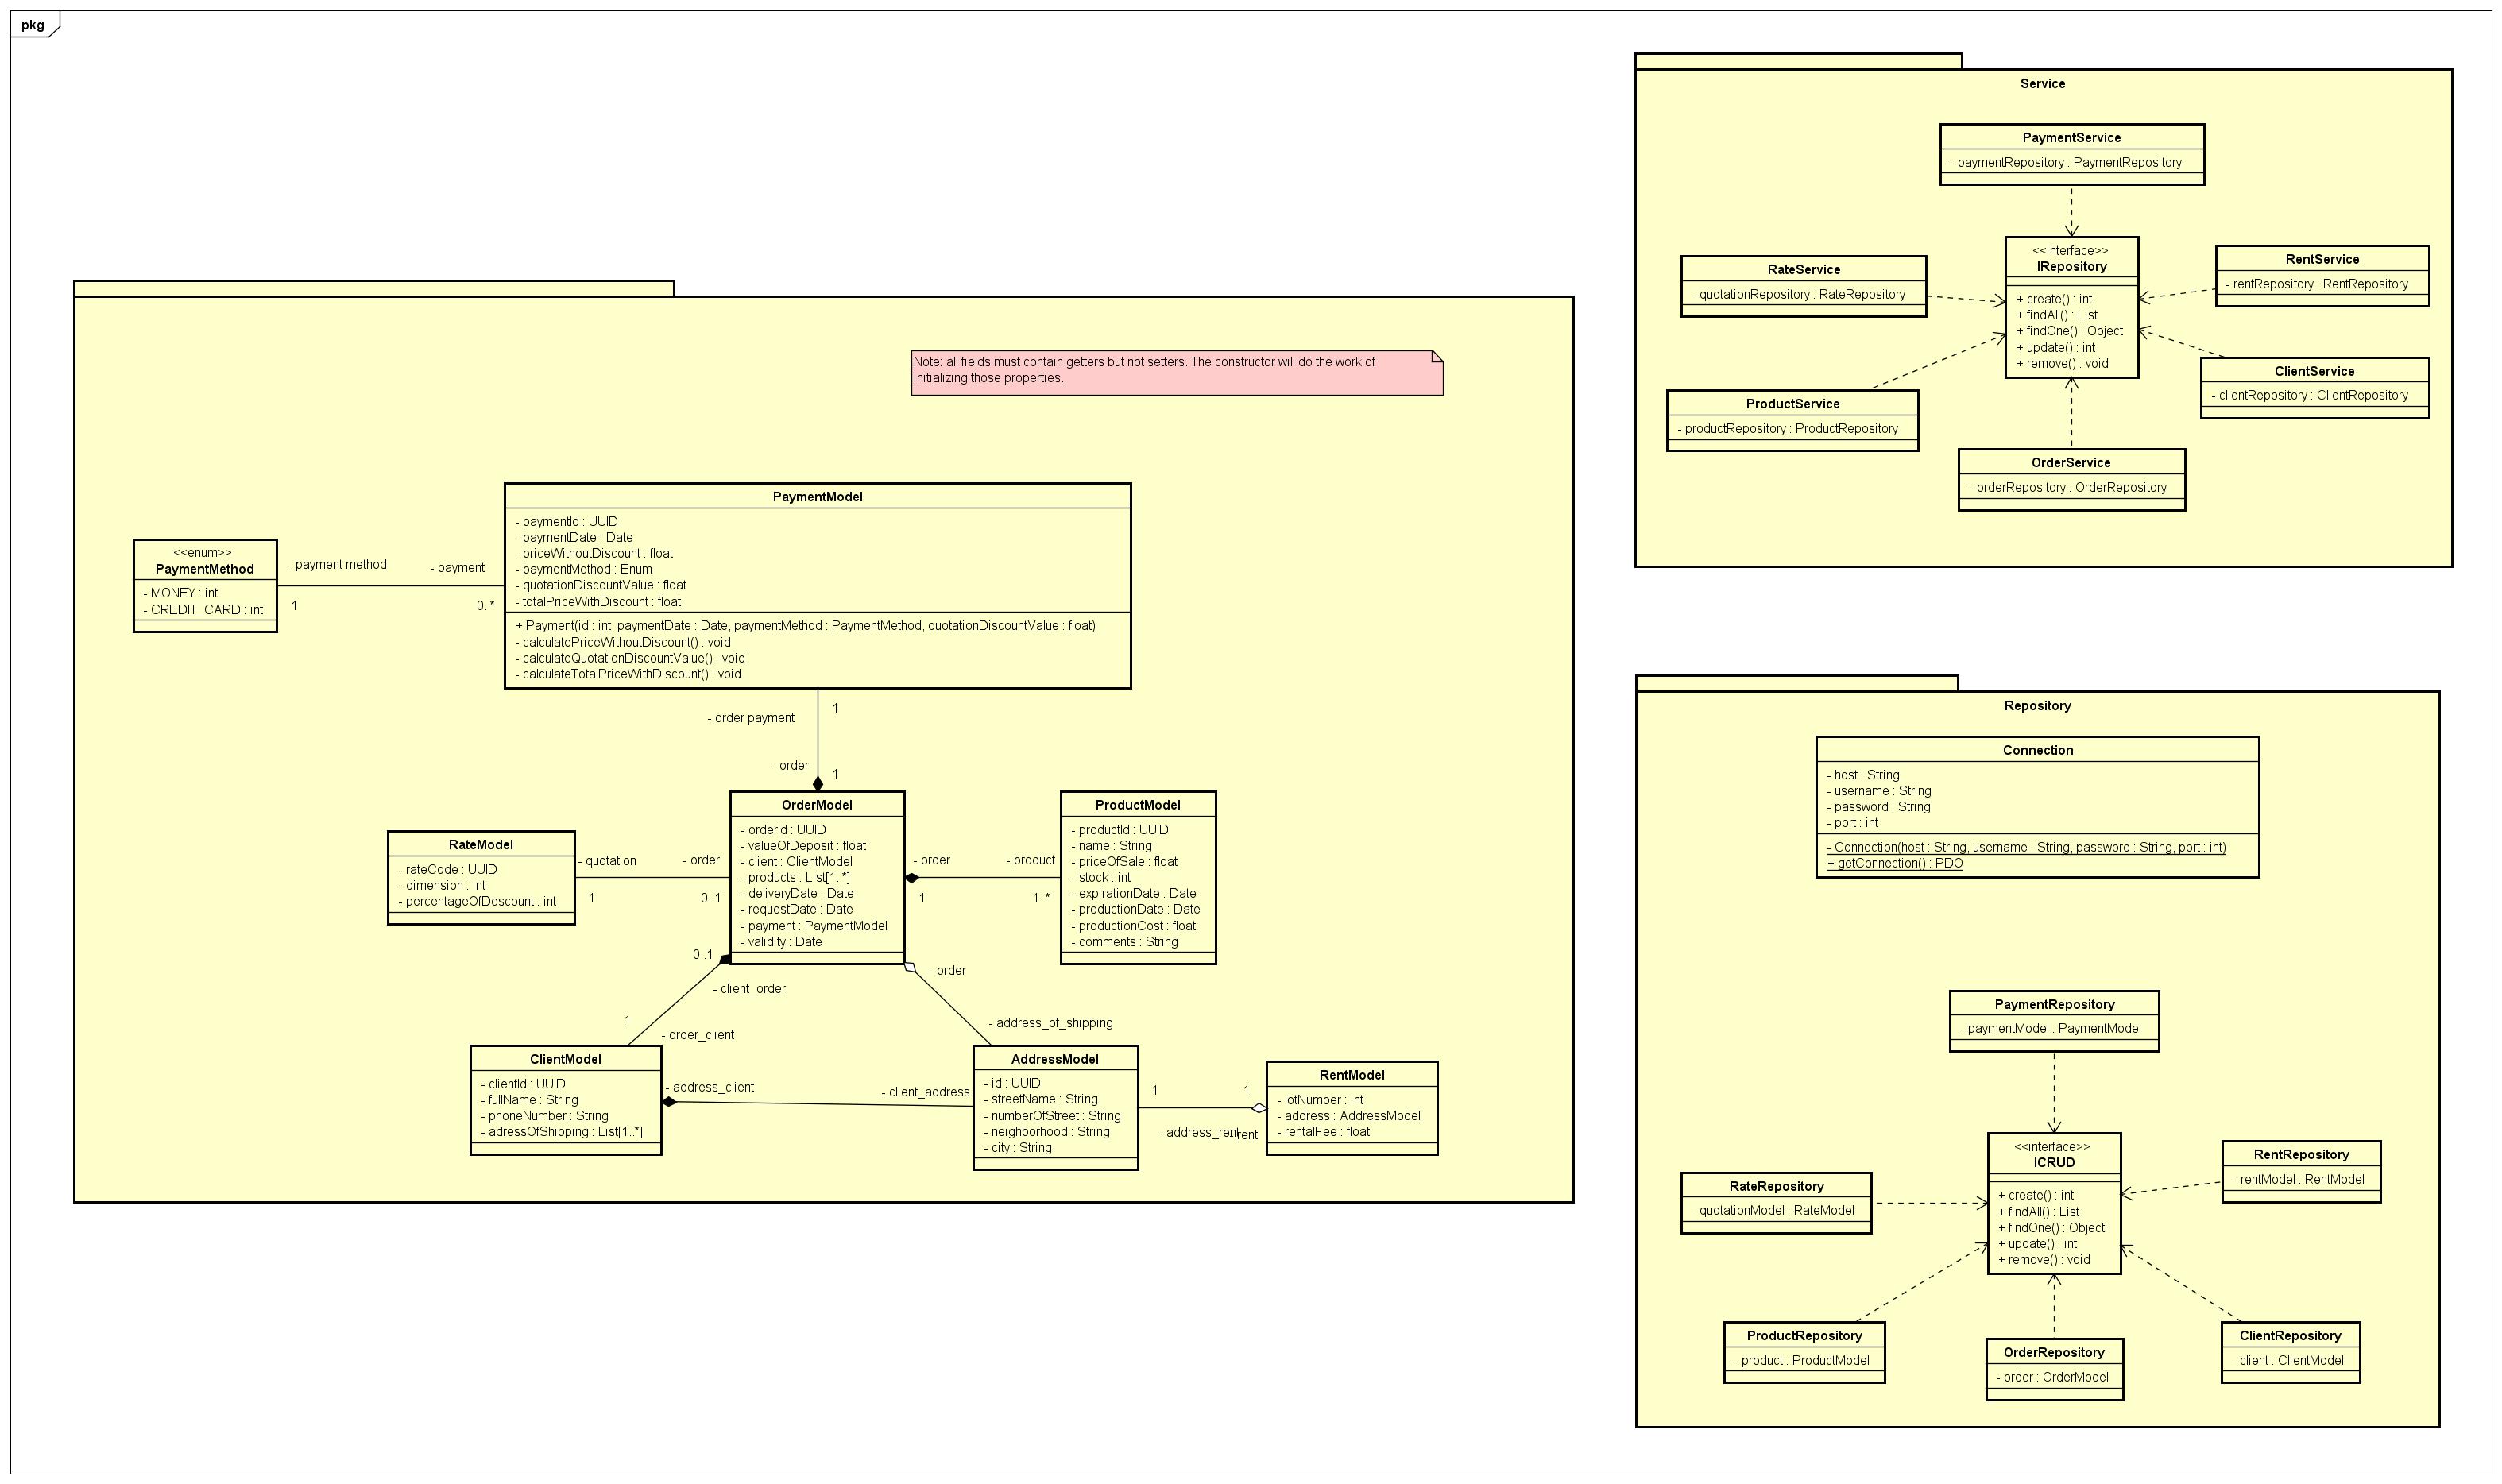 pkg
Note: all fields must contain getters but not setters. The constructor will do the work of
initializing those properties.
<<enum>>
PaymentMethod
- MONEY : int
- CREDIT_CARD : int
- payment method
- payment
1
0..*
PaymentModel
- paymentId : UUID
- paymentDate : Date
- priceWithoutDiscount : float
- paymentMethod : Enum
- quotationDiscountValue : float
- totalPriceWithDiscount : float
+ Payment(id : int, paymentDate : Date, paymentMethod : PaymentMethod, quotationDiscountValue : float)
- calculatePriceWithoutDiscount() : void
- calculateQuotationDiscountValue() : void
- calculateTotalPriceWithDiscount() : void
1
- order payment
- order
1
RateModel
- rateCode : UUID
- dimension : int
- percentageOfDescount : int
- quotation
- order
1
0..1
OrderModel
- orderId : UUID
- valueOfDeposit : float
- client : ClientModel
- products : List[1..*]
- deliveryDate : Date
- requestDate : Date
- payment : PaymentModel
- validity : Date
- order
- product
1
1..*
ProductModel
- productId : UUID
- name : String
- priceOfSale : float
- stock : int
- expirationDate : Date
- productionDate : Date
- productionCost : float
- comments : String
0..1
- client_order
1
- order_client
- order
- address_of_shipping
ClientModel
- clientId : UUID
- fullName : String
- phoneNumber : String
- adressOfShipping : List[1..*]
- address_client
- client_address
AddressModel
- id : UUID
- streetName : String
- numberOfStreet : String
- neighborhood : String
- city : String
1
1
- address_rent
- rent
RentModel
- lotNumber : int
- address : AddressModel
- rentalFee : float
Service
PaymentService
- paymentRepository : PaymentRepository
RateService
- quotationRepository : RateRepository
<<interface>>
IRepository
+ create() : int
+ findAll() : List
+ findOne() : Object
+ update() : int
+ remove() : void
RentService
- rentRepository : RentRepository
ClientService
- clientRepository : ClientRepository
ProductService
- productRepository : ProductRepository
OrderService
- orderRepository : OrderRepository
Repository
Connection
- host : String
- username : String
- password : String
- port : int
- Connection(host : String, username : String, password : String, port : int)
+ getConnection() : PDO
PaymentRepository
- paymentModel : PaymentModel
RateRepository
- quotationModel : RateModel
<<interface>>
ICRUD
+ create() : int
+ findAll() : List
+ findOne() : Object
+ update() : int
+ remove() : void
RentRepository
- rentModel : RentModel
ProductRepository
- product : ProductModel
OrderRepository
- order : OrderModel
ClientRepository
- client : ClientModel